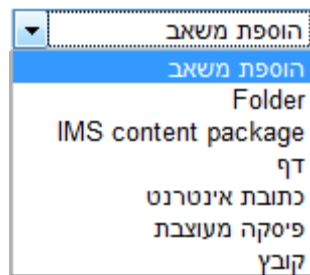 הוספת משאב
הוספת משאב
Folder
IMS content package
דף
כתובת אינטרנט
פיסקה מעוצבת
קובץ